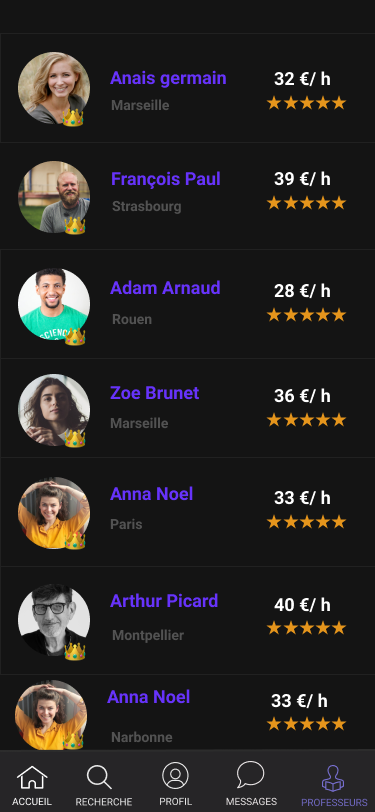 Anais germain
32 €/ h
Marseille
★★★★★
François Paul
39 €/ h
Strasbourg
★★★★★
Adam Arnaud
28 €/ h
Rouen
★★★★★
Zoe Brunet
36 €/ h
Marseille
★★★★★
Anna Noel
33 €/ h
Paris
★★★★★
Arthur Picard
40 €/ h
Montpellier
★★★★★
Anna Noel
33 €/ h
Narbonne
★★★★★
ACCUEIL RECHERCHE PROFIL MESSAGES PROFESSEURS